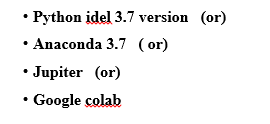 • Python idel 3.7 version (or)
• Anaconda 3.7 ( or)
• Jupiter (or)
• Google colab